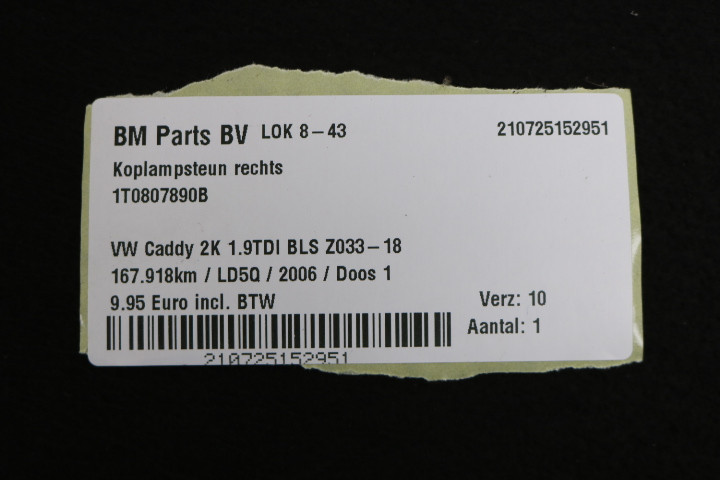 BM Parts BV LOK 8-43 210725152951
Koplampsteun rechts
1T0807890B
VW Caddy 2K 1.9TDI BLS Z033-18
167.918km / LD5Q / 2006 / Doos 1
9.95 Euro incl. BTW Verz: 10
Aantal: 1
210725152951